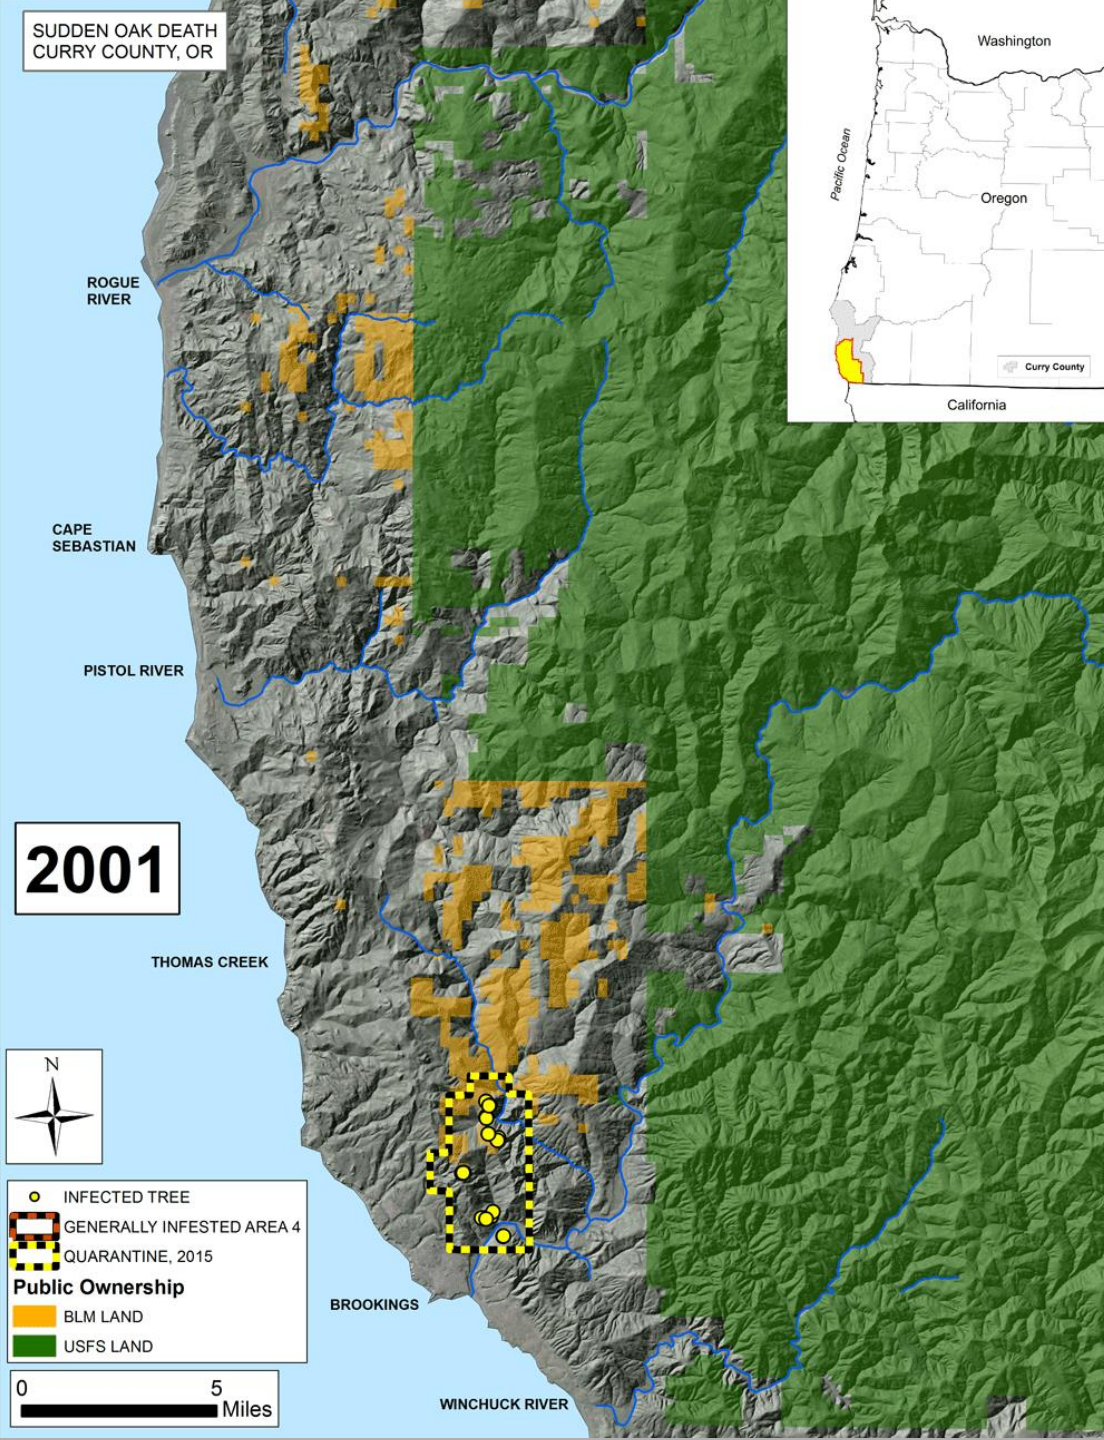 SUDDEN OAK DEATH
CURRY COUNTY, OR
Washington
Pacific Ocean
Oregon
Curry County
California
ROGUE
RIVER
CAPE
SEBASTIAN
PISTOL RIVER
2001
THOMAS CREEK
N
INFECTED TREE
GENERALLY INFESTED AREA 4
QUARANTINE, 2015
Public Ownership
BLM LAND
USFS LAND
BROOKINGS
0 5
Miles
WINCHUCK RIVER